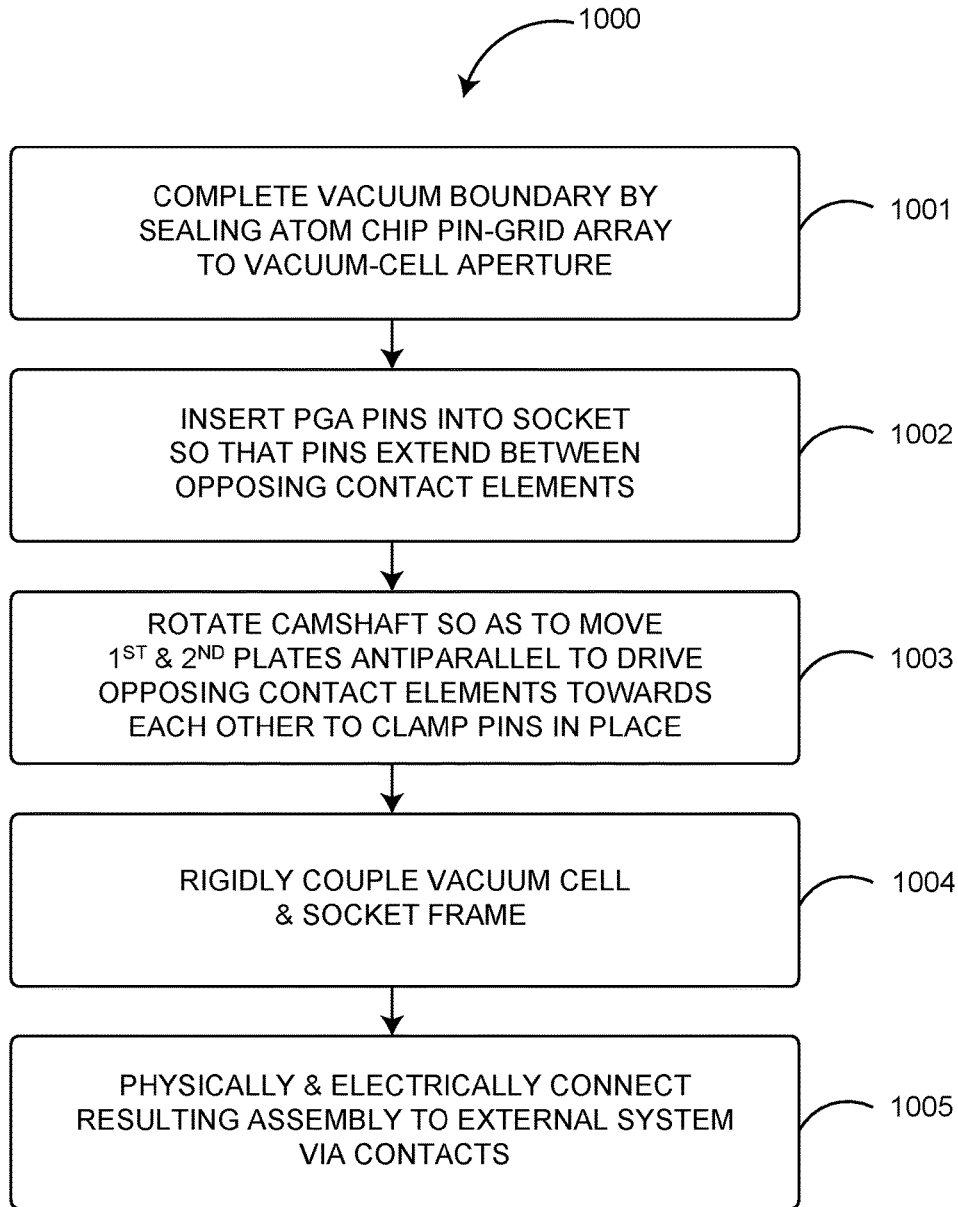 1000
COMPLETE VACUUM BOUNDARY BY
SEALING ATOM CHIP PIN-GRID ARRAY
TO VACUUM-CELL APERTURE
1001
INSERT PGA PINS INTO SOCKET
SO THAT PINS EXTEND BETWEEN
OPPOSING CONTACT ELEMENTS
1002
ROTATE CAMSHAFT SO AS TO MOVE
1ST & 2ND PLATES ANTIPARALLEL TO DRIVE
OPPOSING CONTACT ELEMENTS TOWARDS
EACH OTHER TO CLAMP PINS IN PLACE
1003
RIGIDLY COUPLE VACUUM CELL
& SOCKET FRAME
1004
PHYSICALLY & ELECTRICALLY CONNECT
RESULTING ASSEMBLY TO EXTERNAL SYSTEM
VIA CONTACTS
1005